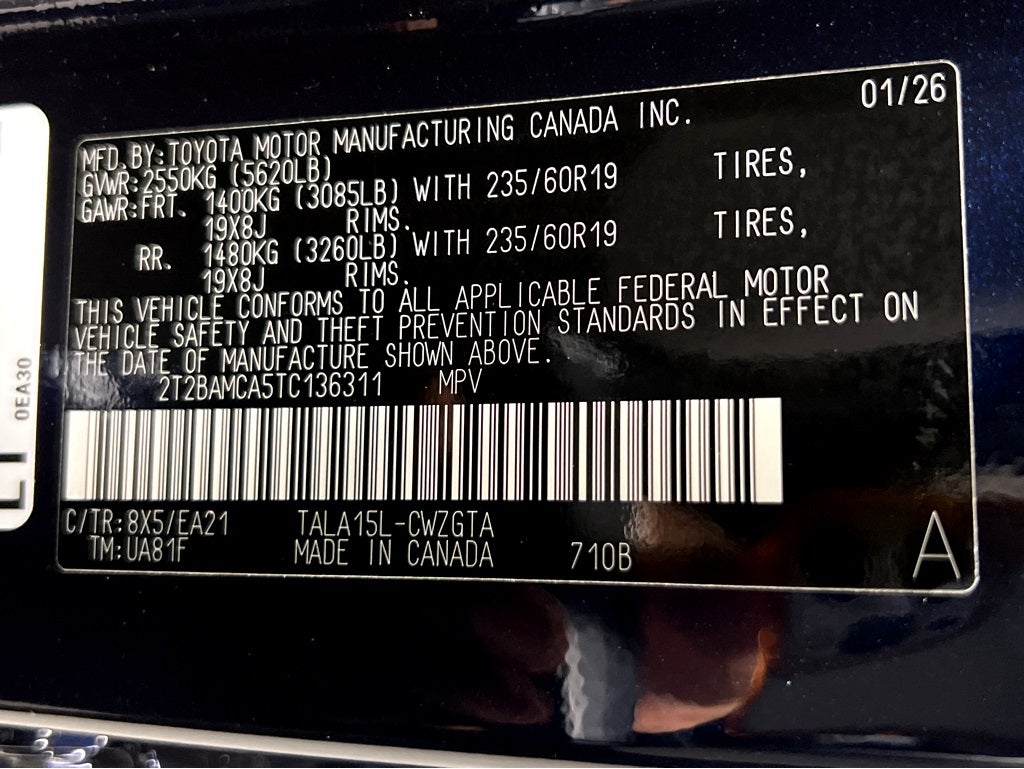 01/26
MFD.BY:TOYOTA MOTOR MANUFACTURING CANADA INC.
GVWR:2550KG (5620LB)
GAWR:FRT. 1400KG (3085LB) WITH 235/60R19 TIRES,
19X8J RIMS.
RR. 1480KG (3260LB) WITH 235/60R19 TIRES,
19X8J RIMS.
THIS VEHICLE CONFORMS TO ALL APPLICABLE FEDERAL MOTOR
VEHICLE SAFETY AND THEFT PREVENTION STANDARDS IN EFFECT ON
THE DATE OF MANUFACTURE SHOWN ABOVE.
2T2BAMCA5TC136311 MPV
C/TR:8X5/EA21 TALA15L-CWZGTA
TM:UA81F MADE IN CANADA 710B A
0EA30